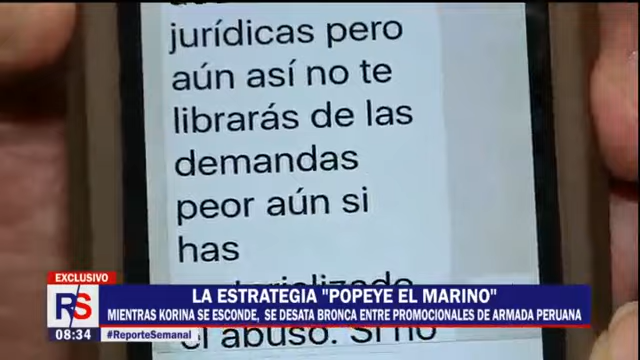 jurídicas pero
aún así no te
librarás de las
demandas
peor aún si
has
el abuso. Si no
EXCLUSIVO
RS
LA ESTRATEGIA "POPEYE EL MARINO"
MIENTRAS KORINA SE ESCONDE, SE DESATA BRONCA ENTRE PROMOCIONALES DE ARMADA PERUANA
08:34
#ReporteSemanal